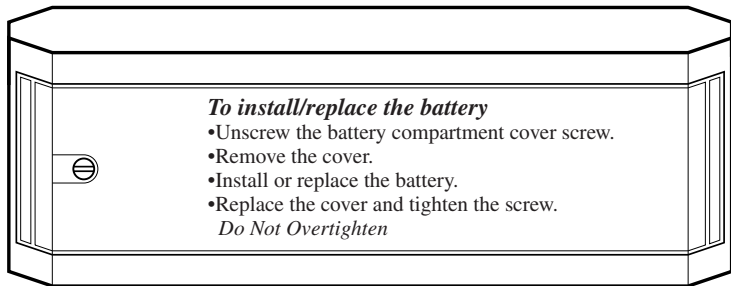 To install/replace the battery
•Unscrew the battery compartment cover screw.
•Remove the cover.
•Install or replace the battery.
•Replace the cover and tighten the screw.
Do Not Overtighten